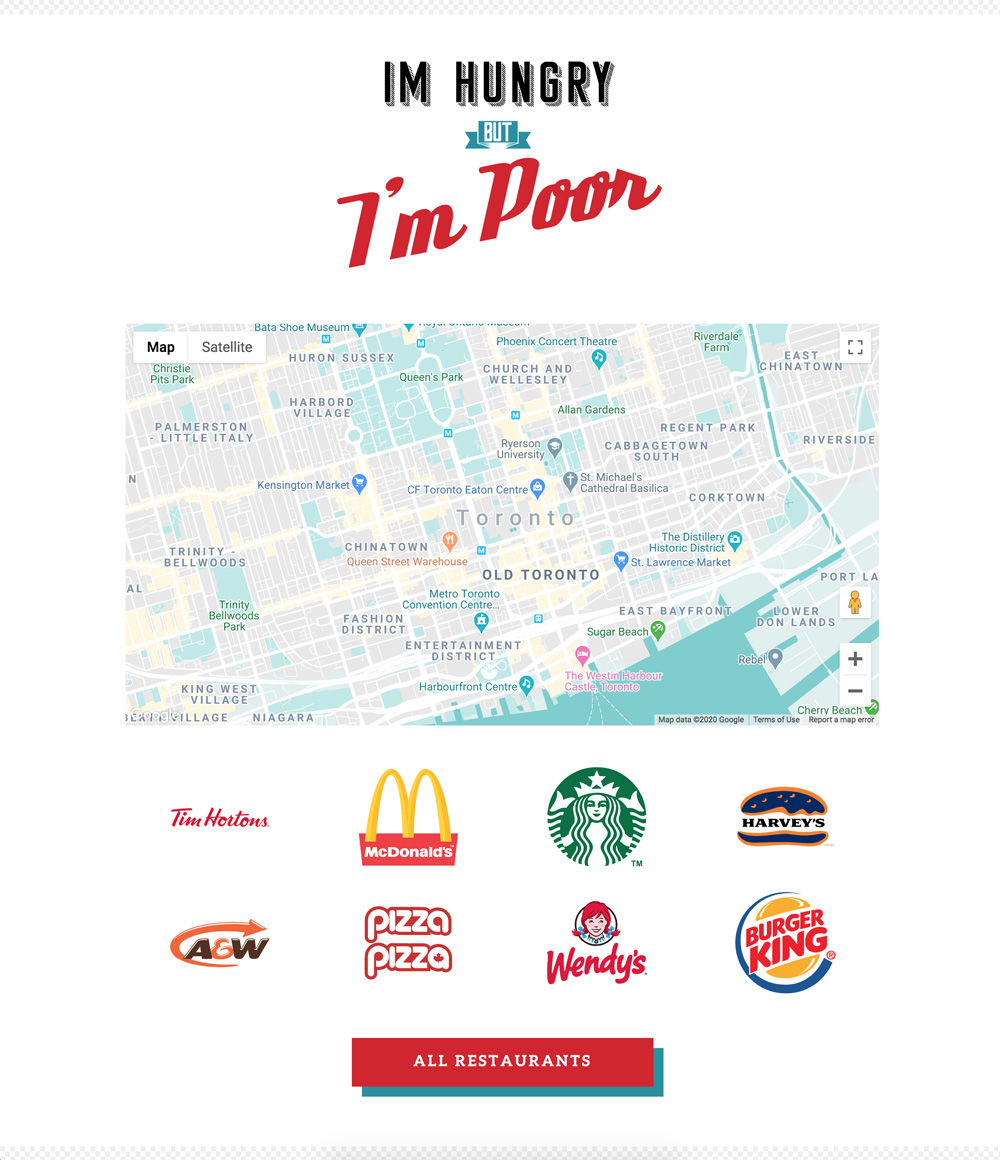 IM HUNGRY
BUT
I'm Poor
Map
Satellite
Bata Shoe Museum
Royal Ontario Museum
Phoenix Concert Theatre
Riverdale
Farm
EAST
CHINATOWN
HURON SUSSEX
Christie
Pits Park
Queen's Park
CHURCH AND
WELLESLEY
HARBORD
VILLAGE
Allan Gardens
PALMERSTON
- LITTLE ITALY
REGENT PARK
RIVERSIDE
Ryerson
University
CABBAGETOWN
SOUTH
N
Kensington Market
CF Toronto Eaton Centre
St. Michael's
Cathedral Basilica
CORKTOWN
Toronto
The Distillery
Historic District
TRINITY -
BELLWOODS
CHINATOWN
Queen Street Warehouse
St. Lawrence Market
OLD TORONTO
PORT LA
AL
Metro Toronto
Convention Centre...
Trinity
Bellwoods
Park
FASHION
DISTRICT
EAST BAYFRONT
LOWER
DON LANDS
Sugar Beach
ENTERTAINMENT
DISTRICT
Rebel
The Westin Harbour
Castle, Toronto
Harbourfront Centre
KING WEST
VILLAGE
Cherry Beach
Google
VILLAGE
NIAGARA
Map data ©2020 Google
Terms of Use
Report a map error
Tim Hortons
McDonald's
TM
HARVEY'S
A&W
pizza
pizza
Wendy's
BURGER
KING
ALL RESTAURANTS